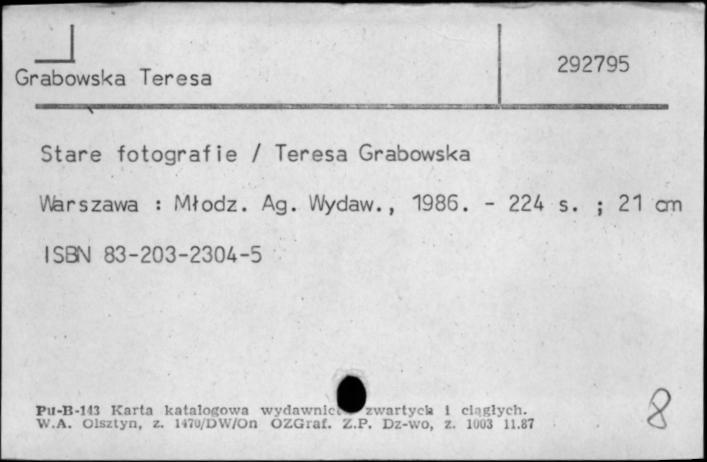 Grabowska Teresa
292795
Stare fotografie / Teresa Grabowska
Warszawa : Młodz. Ag. Wydaw., 1986. - 224 s. ; 21 cm
ISBN 83-203-2304-5
Pu-B-143 Karta katalogowa wydawnict zwartych i ciągłych.
W.A. Olsztyn, z. 1470/DW/On OZGraf. Z.P. Dz-wo, z. 1003 11.87
8